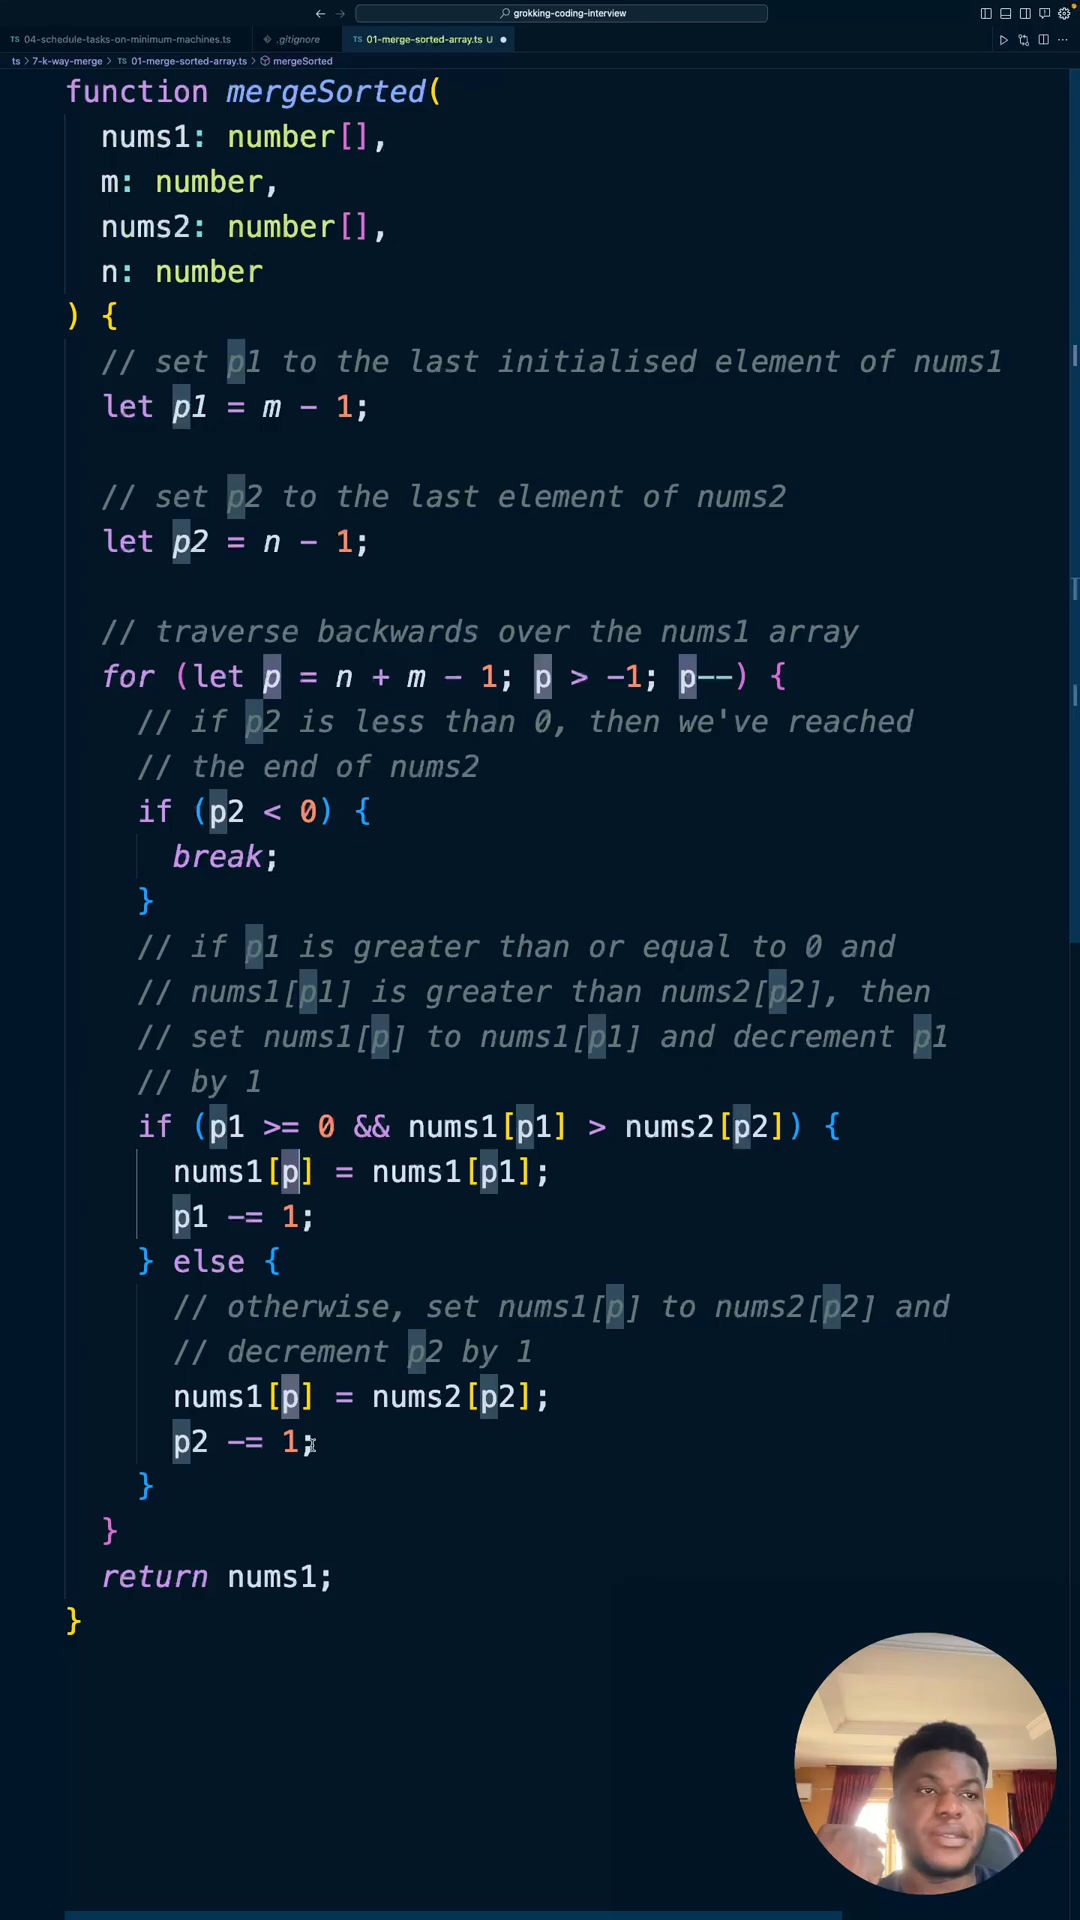 grokking-coding-interview
TS 04-schedule-tasks-on-minimum-machines.ts .gitignore TS 01-merge-sorted-array.ts U
ts > 7-k-way-merge > TS 01-merge-sorted-array.ts > mergeSorted
function mergeSorted(
nums1: number[],
m: number,
nums2: number[],
n: number
) {
// set p1 to the last initialised element of nums1
let p1 = m - 1;
// set p2 to the last element of nums2
let p2 = n - 1;
// traverse backwards over the nums1 array
for (let p = n + m - 1; p > -1; p--) {
// if p2 is less than 0, then we've reached
// the end of nums2
if (p2 < 0) {
break;
}
// if p1 is greater than or equal to 0 and
// nums1[p1] is greater than nums2[p2], then
// set nums1[p] to nums1[p1] and decrement p1
// by 1
if (p1 >= 0 && nums1[p1] > nums2[p2]) {
nums1[p] = nums1[p1];
p1 -= 1;
} else {
// otherwise, set nums1[p] to nums2[p2] and
// decrement p2 by 1
nums1[p] = nums2[p2];
p2 -= 1;
}
}
return nums1;
}